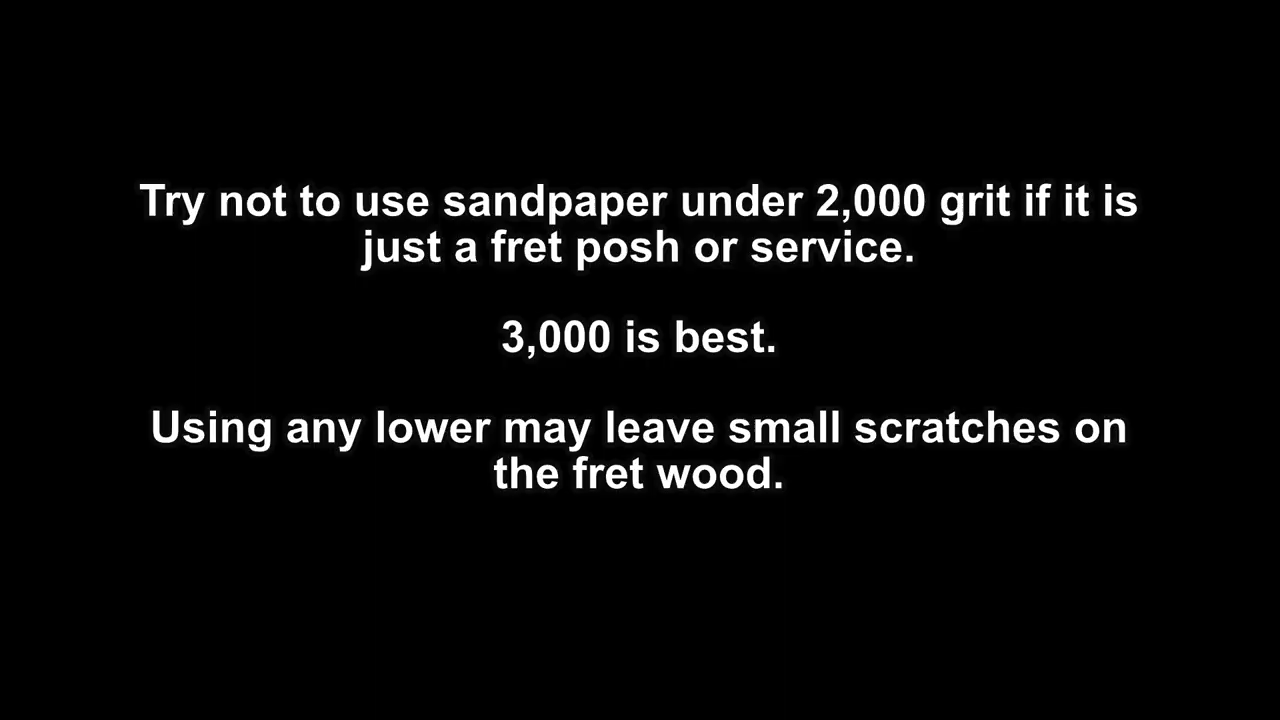 Try not to use sandpaper under 2,000 grit if it is
just a fret posh or service.
3,000 is best.
Using any lower may leave small scratches on
the fret wood.